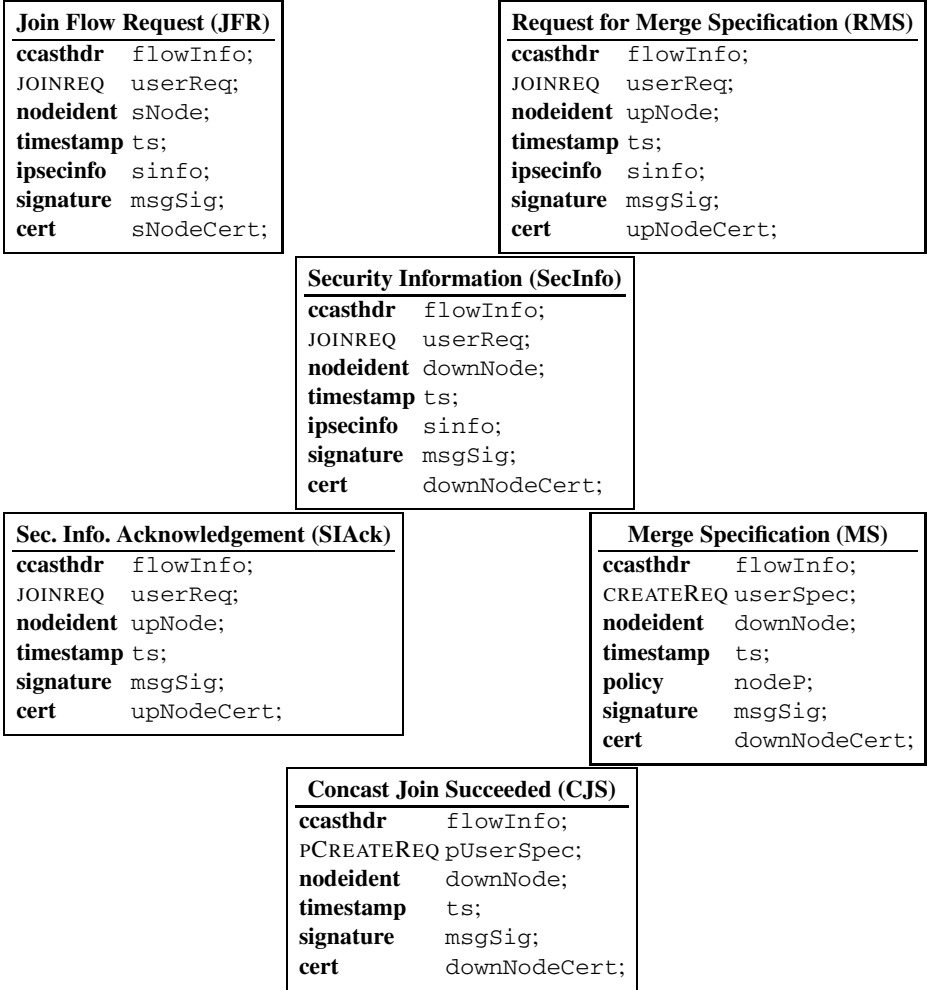 Join Flow Request (JFR)
ccasthdr flowInfo;
JOINREQ userReq;
nodeident sNode;
timestamp ts;
ipsecinfo sinfo;
signature msgSig;
cert sNodeCert;
Request for Merge Specification (RMS)
ccasthdr flowInfo;
JOINREQ userReq;
nodeident upNode;
timestamp ts;
ipsecinfo sinfo;
signature msgSig;
cert upNodeCert;
Security Information (SecInfo)
ccasthdr flowInfo;
JOINREQ userReq;
nodeident downNode;
timestamp ts;
ipsecinfo sinfo;
signature msgSig;
cert downNodeCert;
Sec. Info. Acknowledgement (SIAck)
ccasthdr flowInfo;
JOINREQ userReq;
nodeident upNode;
timestamp ts;
signature msgSig;
cert upNodeCert;
Merge Specification (MS)
ccasthdr flowInfo;
CREATEREQ userSpec;
nodeident downNode;
timestamp ts;
policy nodeP;
signature msgSig;
cert downNodeCert;
Concast Join Succeeded (CJS)
ccasthdr flowInfo;
PCREATEREQ pUserSpec;
nodeident downNode;
timestamp ts;
signature msgSig;
cert downNodeCert;